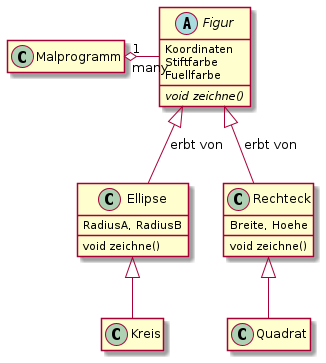 A Figur
Koordinaten
Stiftfarbe
Fuellfarbe
void zeichne()
C Malprogramm
1
many
erbt von
erbt von
C Ellipse
RadiusA, RadiusB
void zeichne()
C Rechteck
Breite, Hoehe
void zeichne()
C Kreis
C Quadrat